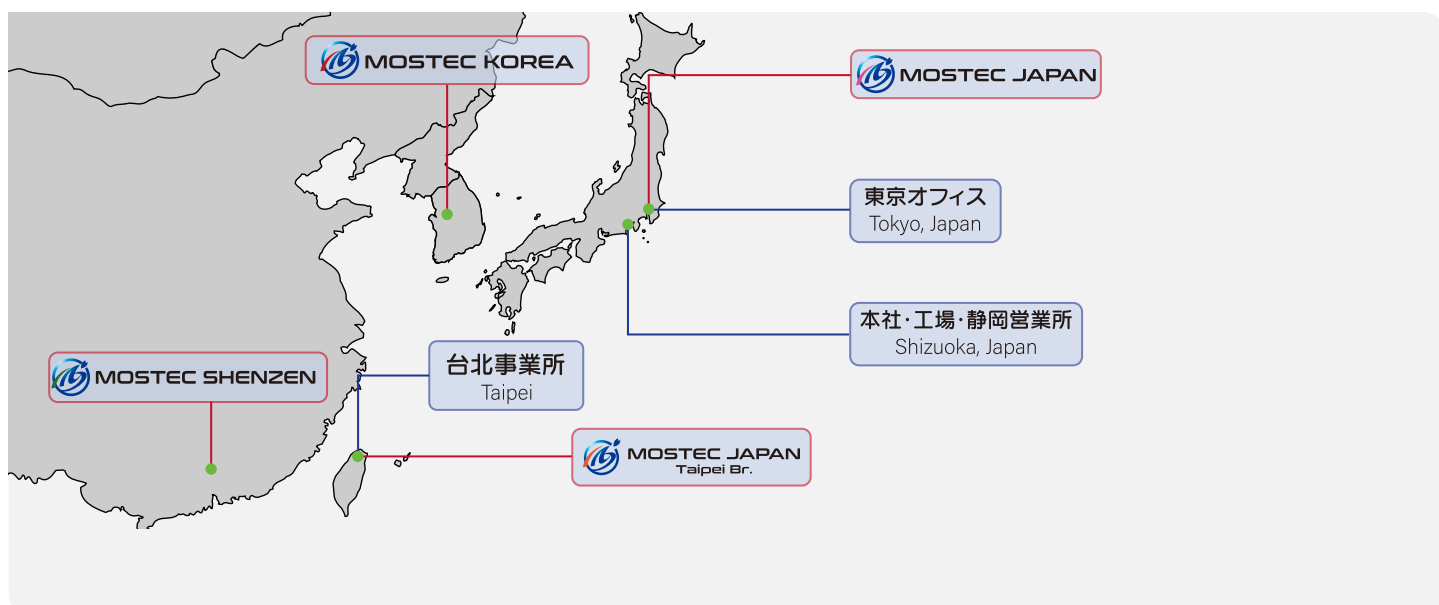 MOSTEC KOREA
MOSTEC JAPAN
東京オフィス
Tokyo, Japan
本社・工場・静岡営業所
Shizuoka, Japan
台北事業所
Taipei
MOSTEC SHENZEN
MOSTEC JAPAN
Taipei Br.